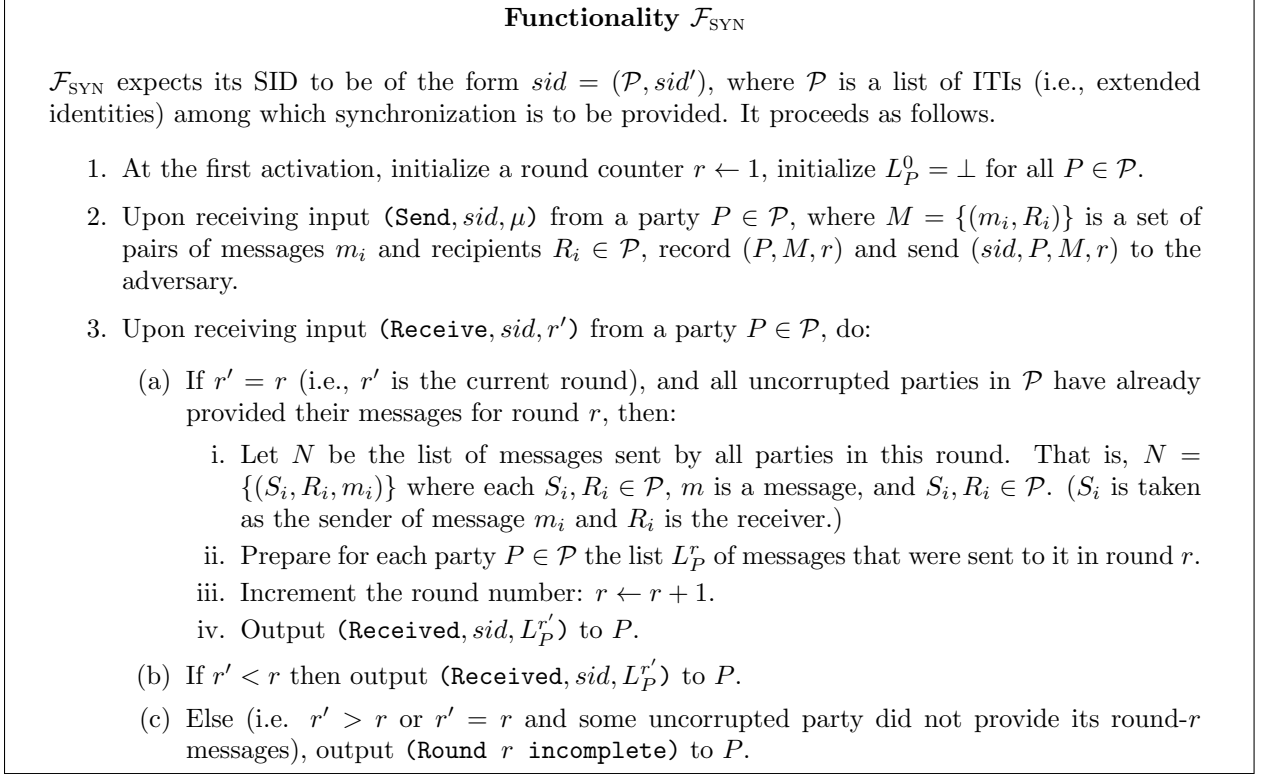 Functionality F_SYN
F_SYN expects its SID to be of the form sid = (P, sid′), where P is a list of ITIs (i.e., extended
identities) among which synchronization is to be provided. It proceeds as follows.
1. At the first activation, initialize a round counter r ← 1, initialize L_P^0 = ⊥ for all P ∈ P.
2. Upon receiving input (Send, sid, μ) from a party P ∈ P, where M = {(m_i, R_i)} is a set of
pairs of messages m_i and recipients R_i ∈ P, record (P, M, r) and send (sid, P, M, r) to the
adversary.
3. Upon receiving input (Receive, sid, r′) from a party P ∈ P, do:
(a) If r′ = r (i.e., r′ is the current round), and all uncorrupted parties in P have already
provided their messages for round r, then:
i. Let N be the list of messages sent by all parties in this round. That is, N =
{(S_i, R_i, m_i)} where each S_i, R_i ∈ P, m is a message, and S_i, R_i ∈ P. (S_i is taken
as the sender of message m_i and R_i is the receiver.)
ii. Prepare for each party P ∈ P the list L_P^r of messages that were sent to it in round r.
iii. Increment the round number: r ← r + 1.
iv. Output (Received, sid, L_P^r′) to P.
(b) If r′ < r then output (Received, sid, L_P^r′) to P.
(c) Else (i.e. r′ > r or r′ = r and some uncorrupted party did not provide its round-r
messages), output (Round r incomplete) to P.